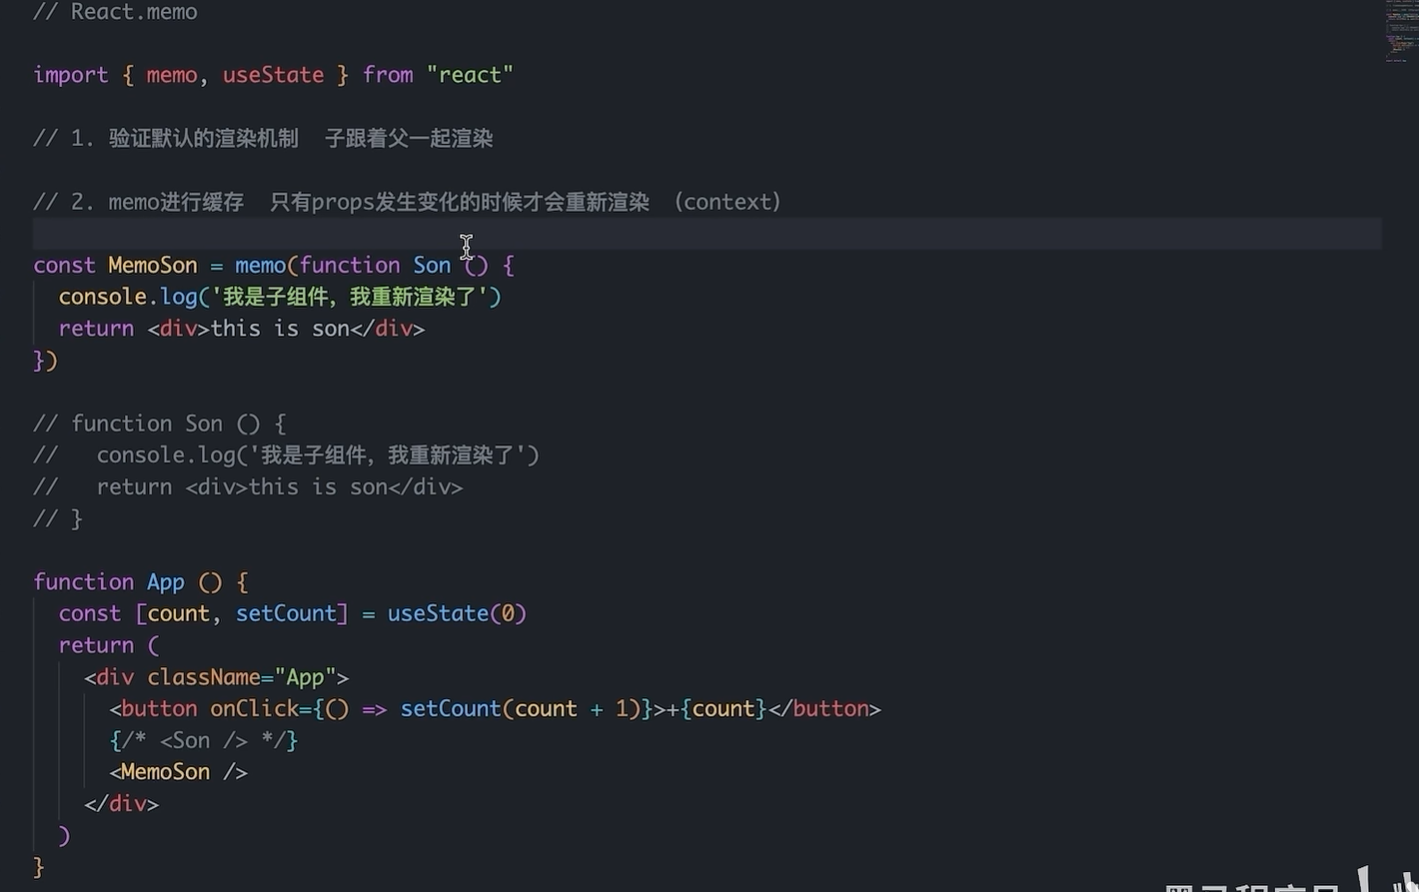 // React.memo
import { memo, useState } from "react"
// 1. 验证默认的渲染机制  子跟着父一起渲染
// 2. memo进行缓存  只有props发生变化的时候才会重新渲染 (context)
const MemoSon = memo(function Son () {
  console.log('我是子组件，我重新渲染了')
  return <div>this is son</div>
})
// function Son () {
//   console.log('我是子组件，我重新渲染了')
//   return <div>this is son</div>
// }
function App () {
  const [count, setCount] = useState(0)
  return (
    <div className="App">
      <button onClick={() => setCount(count + 1)}>+{count}</button>
      {/* <Son /> */}
      <MemoSon />
    </div>
  )
}